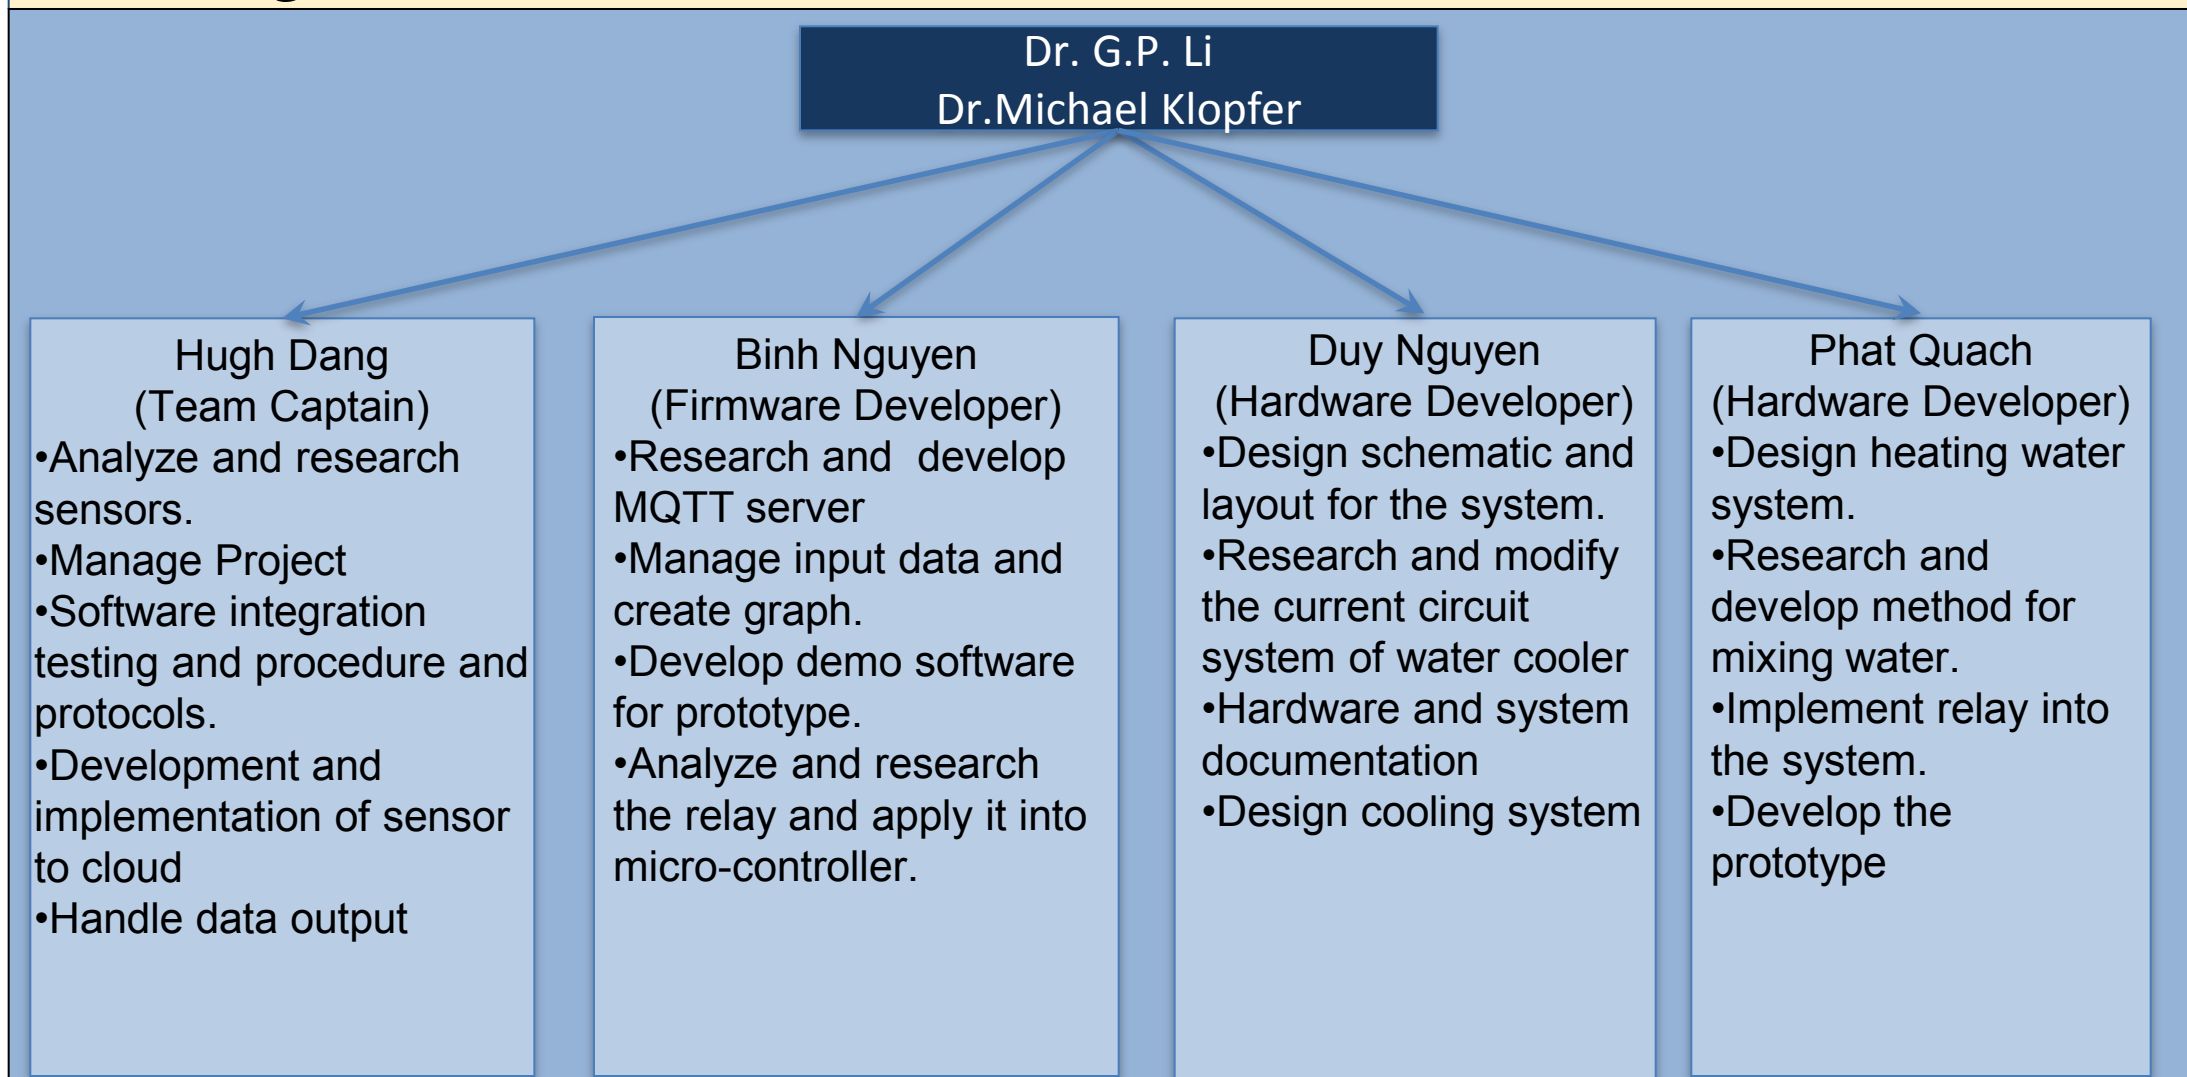 Dr. G.P. Li
Dr.Michael Klopfer
Hugh Dang
(Team Captain)
•Analyze and research
sensors.
•Manage Project
•Software integration
testing and procedure and
protocols.
•Development and
implementation of sensor
to cloud
•Handle data output
Binh Nguyen
(Firmware Developer)
•Research and  develop
MQTT server
•Manage input data and
create graph.
•Develop demo software
for prototype.
•Analyze and research
the relay and apply it into
micro-controller.
Duy Nguyen
(Hardware Developer)
•Design schematic and
layout for the system.
•Research and modify
the current circuit
system of water cooler
•Hardware and system
documentation
•Design cooling system
Phat Quach
(Hardware Developer)
•Design heating water
system.
•Research and
develop method for
mixing water.
•Implement relay into
the system.
•Develop the
prototype